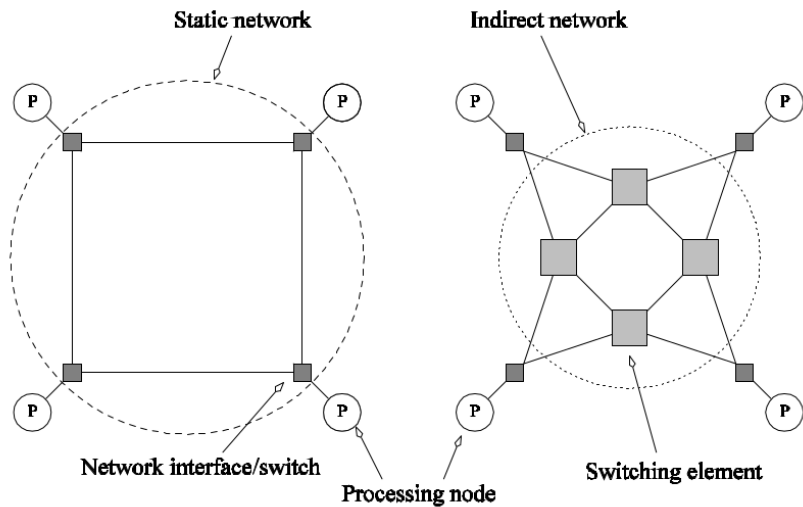 Static network
Indirect network
P
P
P
P
P
P
P
P
Network interface/switch
Processing node
Switching element